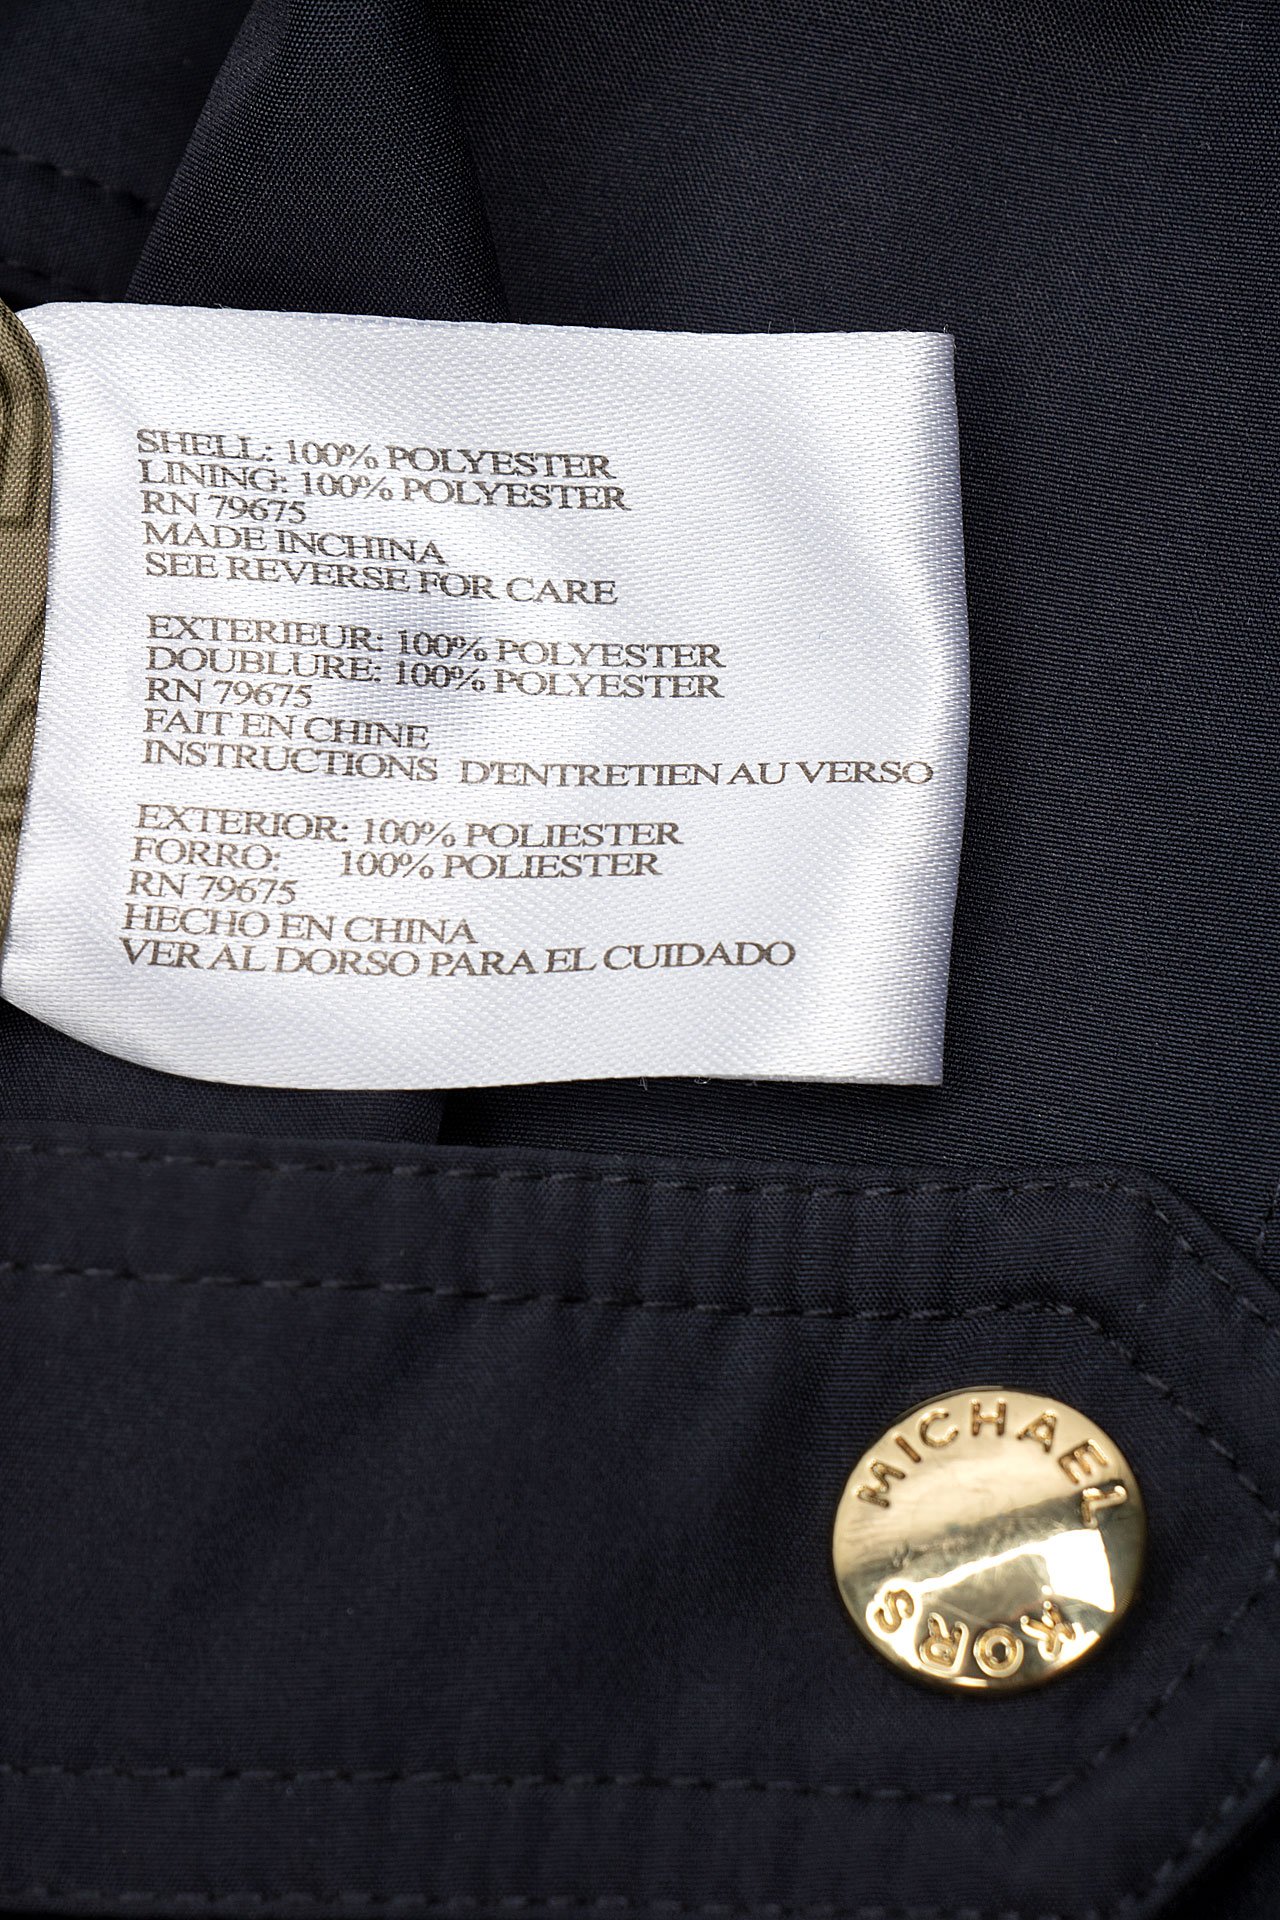 SHELL: 100% POLYESTER
LINING: 100% POLYESTER
RN 79675
MADE INCHINA
SEE REVERSE FOR CARE
EXTERIEUR: 100% POLYESTER
DOUBLURE: 100% POLYESTER
RN 79675
FAIT EN CHINE
INSTRUCTIONS D'ENTRETIEN AU VERSO
EXTERIOR: 100% POLIESTER
FORRO: 100% POLIESTER
RN 79675
HECHO EN CHINA
VER AL DORSO PARA EL CUIDADO
MICHAEL
KORS